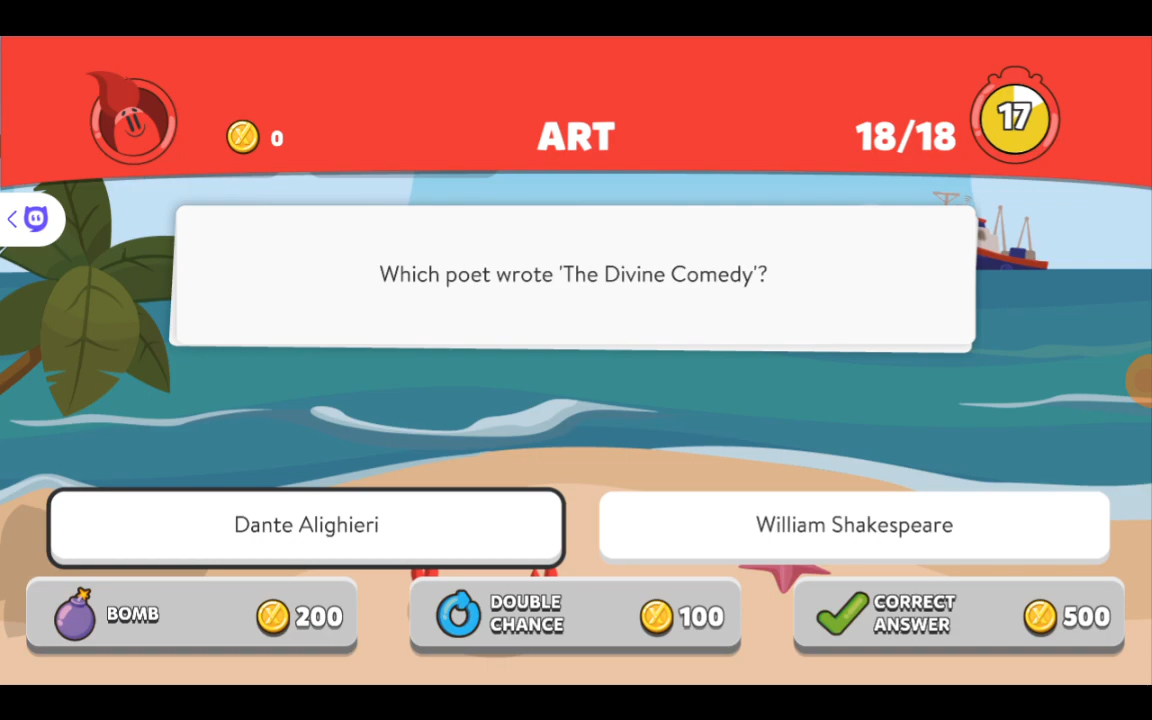 0
ART
18/18
17
Which poet wrote 'The Divine Comedy'?
Dante Alighieri
William Shakespeare
BOMB
200
DOUBLE
CHANCE
100
CORRECT
ANSWER
500